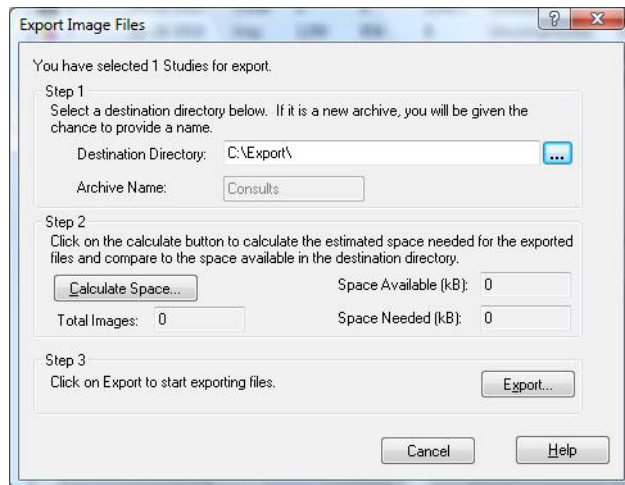 Export Image Files
You have selected 1 Studies for export.
Step 1
Select a destination directory below. If it is a new archive, you will be given the
chance to provide a name.
Destination Directory: C:\Export\ ...
Archive Name: Consults
Step 2
Click on the calculate button to calculate the estimated space needed for the exported
files and compare to the space available in the destination directory.
Calculate Space... Space Available (kB): 0
Total Images: 0 Space Needed (kB): 0
Step 3
Click on Export to start exporting files. Export...
Cancel Help